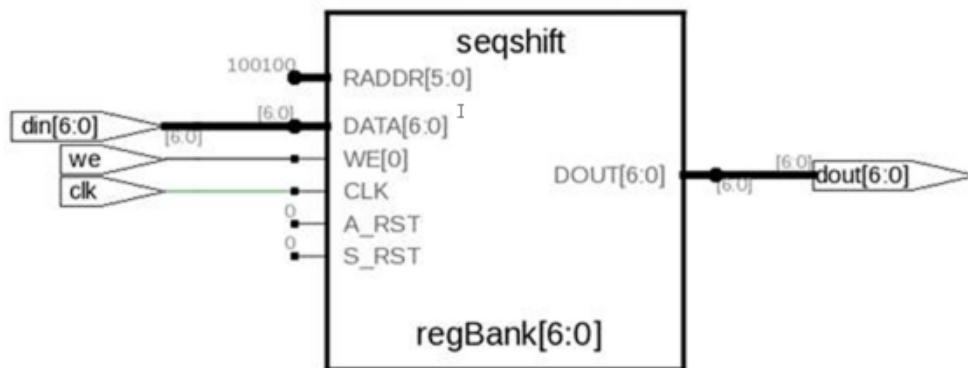 seqshift
100100
RADDR[5:0]
[6:0]
din[6:0]
[6:0]
DATA[6:0]
we
WE[0]
clk
CLK
0
A_RST
0
S_RST
DOUT[6:0]
[6:0]
[6:0]
dout[6:0]
regBank[6:0]